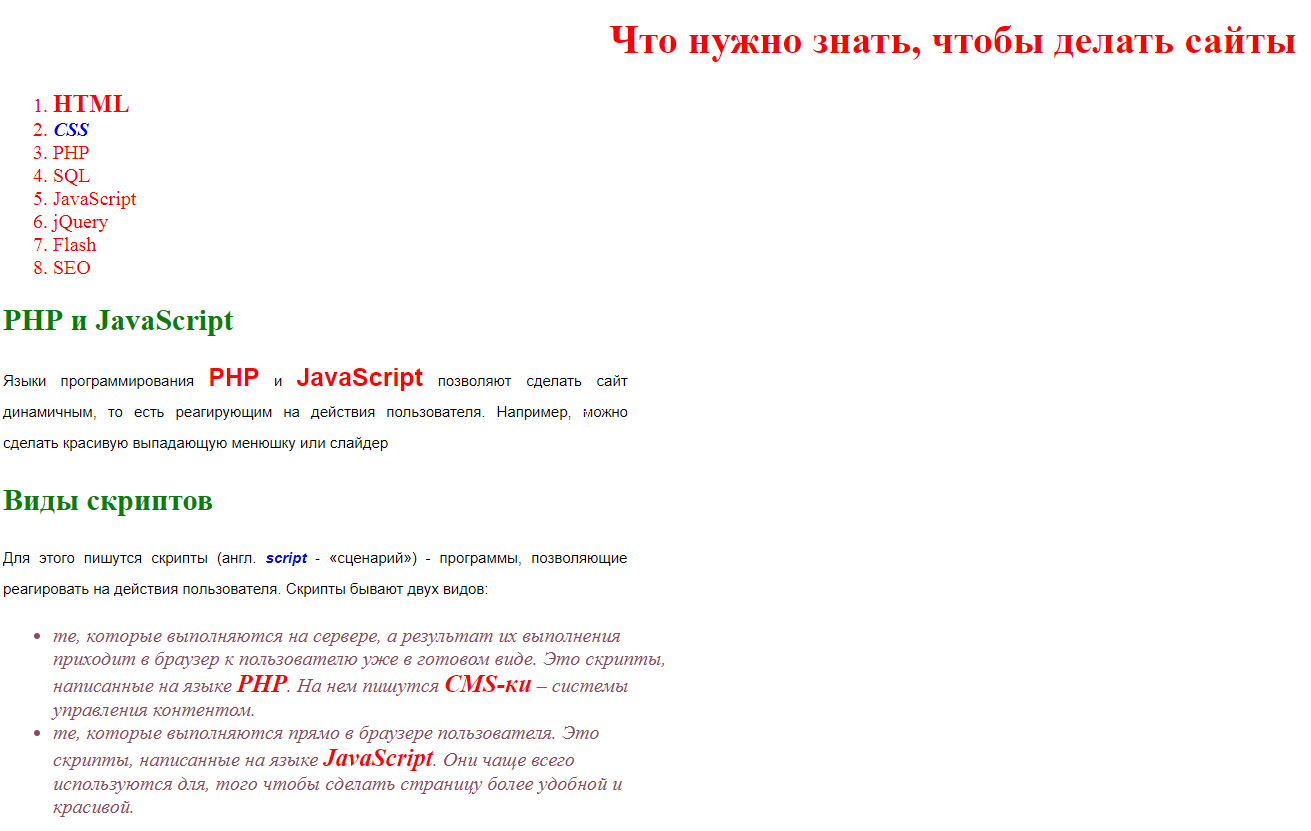 Что нужно знать, чтобы делать сайты
1. HTML
2. CSS
3. PHP
4. SQL
5. JavaScript
6. jQuery
7. Flash
8. SEO
PHP и JavaScript
Языки программирования PHP и JavaScript позволяют сделать сайт
динамичным, то есть реагирующим на действия пользователя. Например, можно
сделать красивую выпадающую менюшку или слайдер
Виды скриптов
Для этого пишутся скрипты (англ. script - «сценарий») - программы, позволяющие
реагировать на действия пользователя. Скрипты бывают двух видов:
• те, которые выполняются на сервере, а результат их выполнения
приходит в браузер к пользователю уже в готовом виде. Это скрипты,
написанные на языке PHP. На нем пишутся CMS-ки – системы
управления контентом.
• те, которые выполняются прямо в браузере пользователя. Это
скрипты, написанные на языке JavaScript. Они чаще всего
используются для, того чтобы сделать страницу более удобной и
красивой.